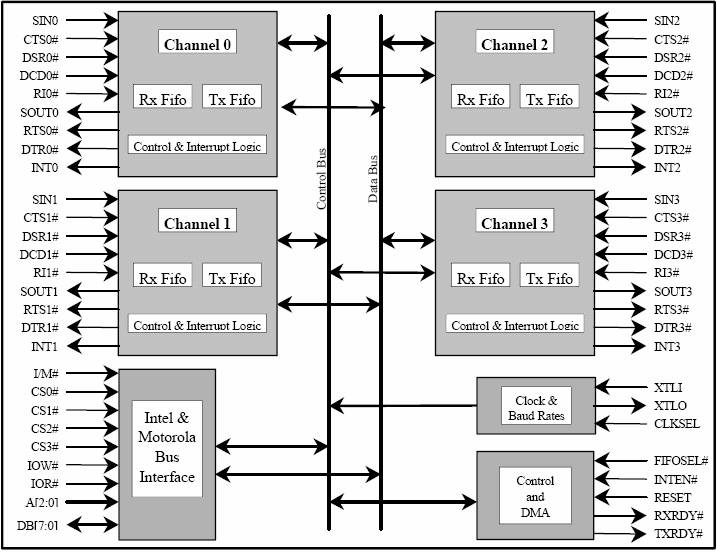 SIN0
CTS0#
DSR0#
DCD0#
RI0#
SOUT0
RTS0#
DTR0#
INT0
Channel 0
Rx Fifo Tx Fifo
Control & Interrupt Logic
SIN1
CTS1#
DSR1#
DCD1#
RI1#
SOUT1
RTS1#
DTR1#
INT1
Channel 1
Rx Fifo Tx Fifo
Control & Interrupt Logic
I/M#
CS0#
CS1#
CS2#
CS3#
IOW#
IOR#
A[2:0]
DB[7:0]
Intel &
Motorola
Bus
Interface
Control Bus
Data Bus
Channel 2
Rx Fifo Tx Fifo
Control & Interrupt Logic
SIN2
CTS2#
DSR2#
DCD2#
RI2#
SOUT2
RTS2#
DTR2#
INT2
Channel 3
Rx Fifo Tx Fifo
Control & Interrupt Logic
SIN3
CTS3#
DSR3#
DCD3#
RI3#
SOUT3
RTS3#
DTR3#
INT3
Clock &
Baud Rates
XTLI
XTLO
CLKSEL
Control
and
DMA
FIFOSEL#
INTEN#
RESET
RXRDY#
TXRDY#